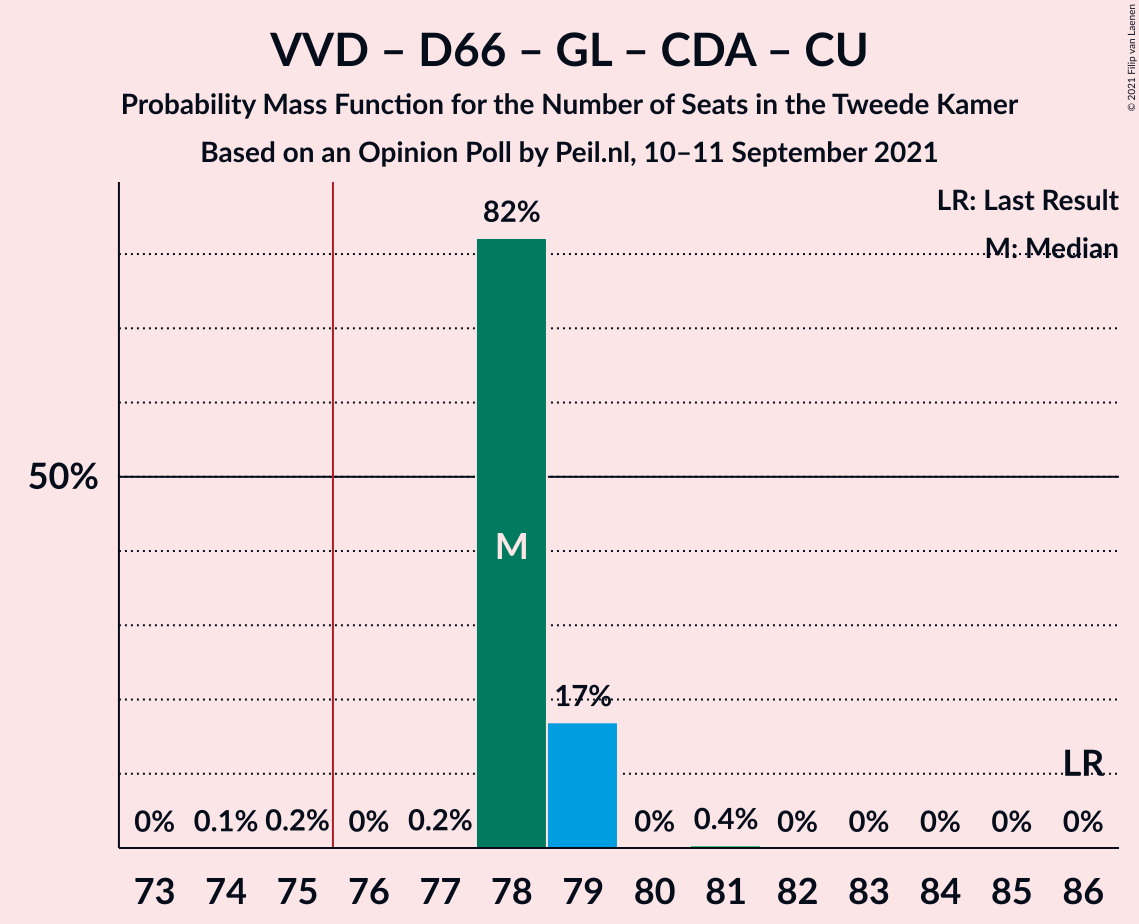 VVD – D66 – GL – CDA – CU
Probability Mass Function for the Number of Seats in the Tweede Kamer
Based on an Opinion Poll by Peil.nl, 10–11 September 2021
© 2021 Filip van Laenen
LR: Last Result
M: Median
82%
50%
M
17%
LR
0% 0.1% 0.2% 0% 0.2% 0% 0.4% 0% 0% 0% 0% 0%
73 74 75 76 77 78 79 80 81 82 83 84 85 86